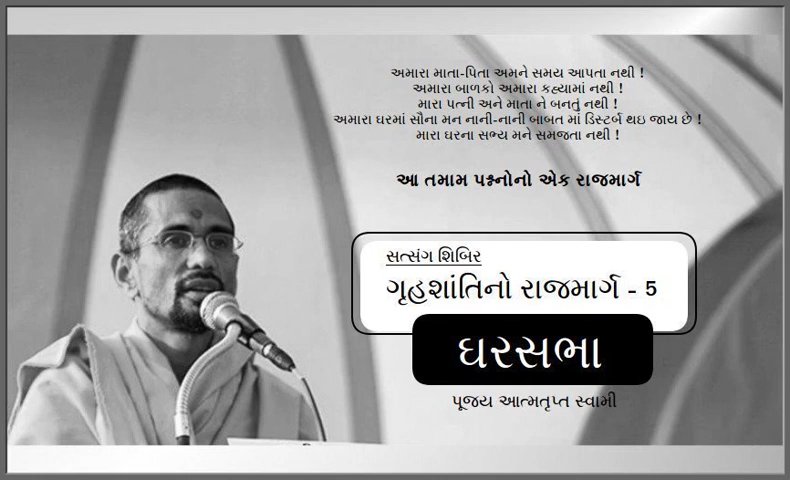 અમારા માતા-પિતા અમને સમય આપતા નથી !
અમારા બાળકો અમારા કહ્યામાં નથી !
મારા પત્ની અને માતા ને બનતું નથી !
અમારા ઘરમાં સૌના મન નાની-નાની બાબત માં ડિસ્ટર્બ થઇ જાય છે !
મારા ઘરના સભ્ય મને સમજતા નથી !
આ તમામ પશ્નોનો એક રાજમાર્ગ
સત્સંગ શિબિર
ગૃહશાંતિનો રાજમાર્ગ - 5
ઘરસભા
પૂજ્ય આત્મતૃપ્ત સ્વામી